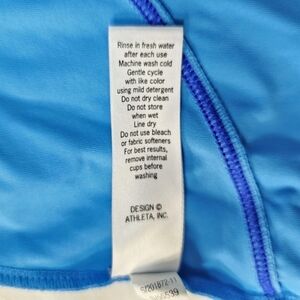 Rinse in fresh water
after each use
Machine wash cold
Gentle cycle
with like color
using mild detergent
Do not dry clean
Do not store
when wet
Line dry
Do not use bleach
or fabric softeners
For best results,
remove internal
cups before
washing
DESIGN ©
ATHLETA, INC.